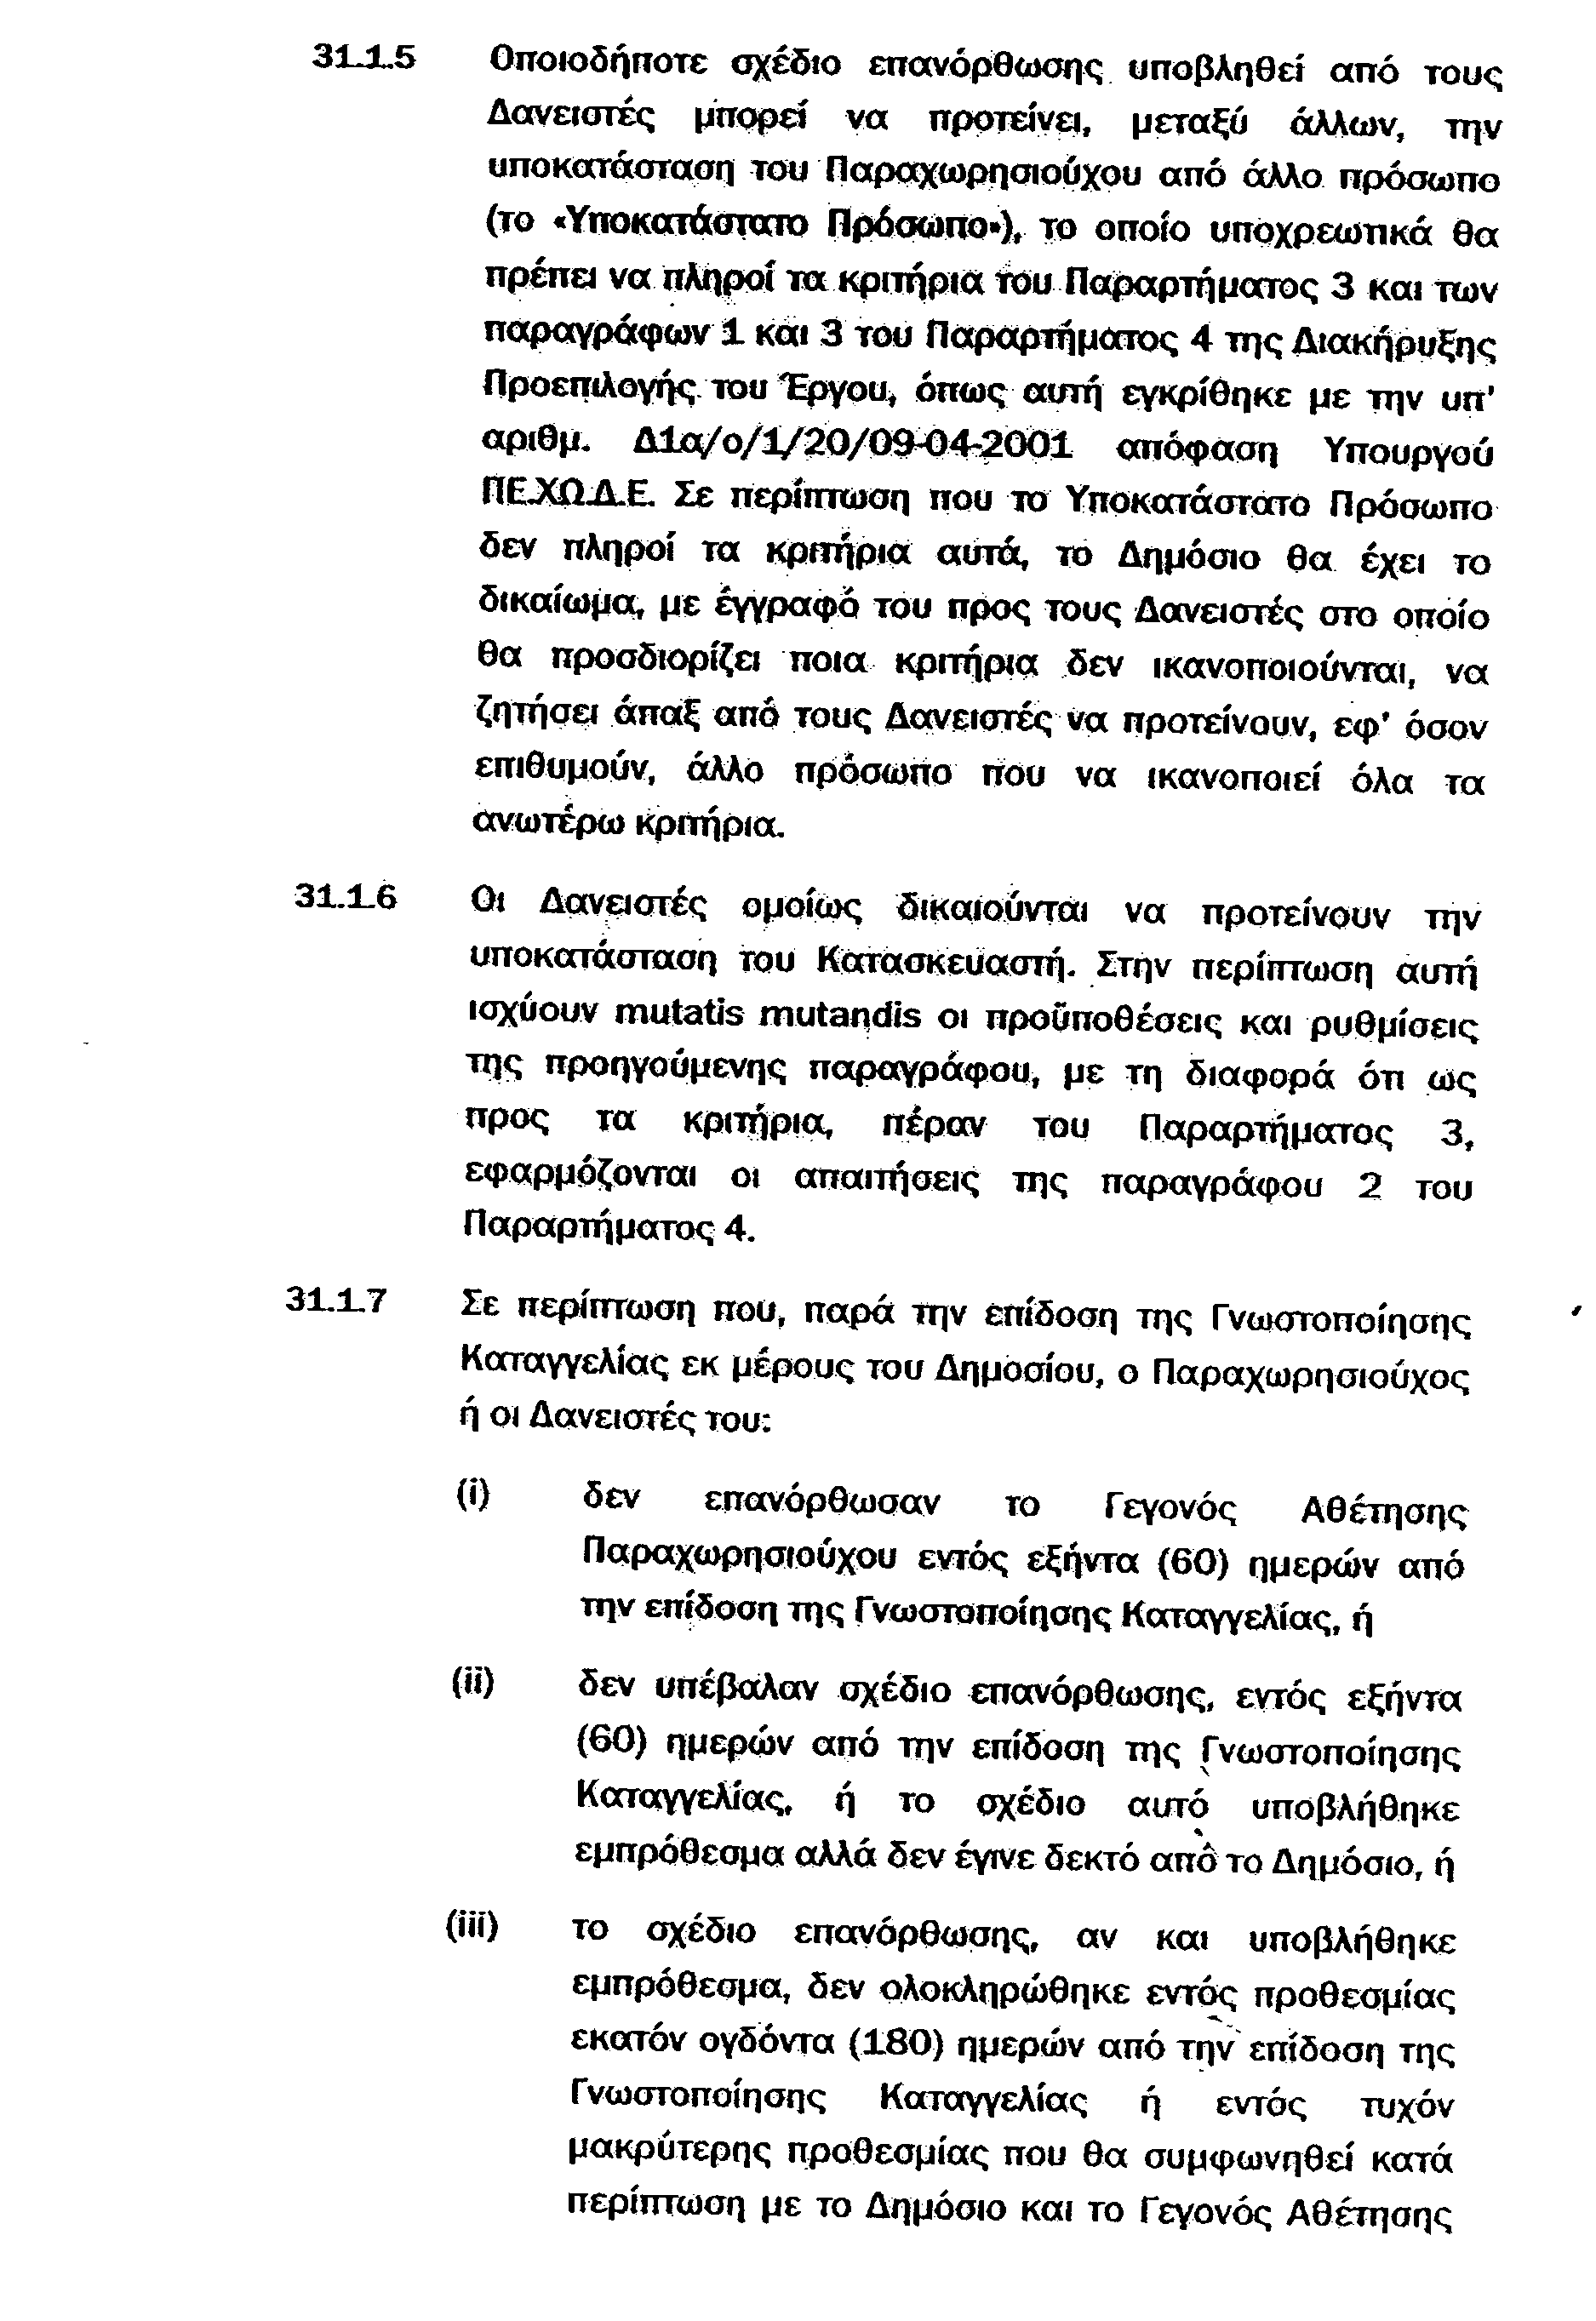 31.1.5 Οποιοδήποτε σχέδιο επανόρθωσης υποβληθεί από τους
Δανειστές μπορεί να προτείνει, μεταξύ άλλων, την
υποκατάσταση του Παραχωρησιούχου από άλλο πρόσωπο
(το «Υποκατάστατο Πρόσωπο»), το οποίο υποχρεωτικά θα
πρέπει να πληροί τα κριτήρια του Παραρτήματος 3 και των
παραγράφων 1 και 3 του Παραρτήματος 4 της Διακήρυξης
Προεπιλογής του Έργου, όπως αυτή εγκρίθηκε με την υπ'
αριθμ. Δ1α/ο/1/20/09-04-2001 απόφαση Υπουργού
ΠΕ.ΧΩ.Δ.Ε. Σε περίπτωση που το Υποκατάστατο Πρόσωπο
δεν πληροί τα κριτήρια αυτά, το Δημόσιο θα έχει το
δικαίωμα, με έγγραφό του προς τους Δανειστές στο οποίο
θα προσδιορίζει ποια κριτήρια δεν ικανοποιούνται, να
ζητήσει άπαξ από τους Δανειστές να προτείνουν, εφ' όσον
επιθυμούν, άλλο πρόσωπο που να ικανοποιεί όλα τα
ανωτέρω κριτήρια.
31.1.6 Οι Δανειστές ομοίως δικαιούνται να προτείνουν την
υποκατάσταση του Κατασκευαστή. Στην περίπτωση αυτή
ισχύουν mutatis mutandis οι προϋποθέσεις και ρυθμίσεις
της προηγούμενης παραγράφου, με τη διαφορά ότι ως
προς τα κριτήρια, πέραν του Παραρτήματος 3,
εφαρμόζονται οι απαιτήσεις της παραγράφου 2 του
Παραρτήματος 4.
31.1.7 Σε περίπτωση που, παρά την επίδοση της Γνωστοποίησης
Καταγγελίας εκ μέρους του Δημοσίου, ο Παραχωρησιούχος
ή οι Δανειστές του:
(i) δεν επανόρθωσαν το Γεγονός Αθέτησης
Παραχωρησιούχου εντός εξήντα (60) ημερών από
την επίδοση της Γνωστοποίησης Καταγγελίας, ή
(ii) δεν υπέβαλαν σχέδιο επανόρθωσης, εντός εξήντα
(60) ημερών από την επίδοση της Γνωστοποίησης
Καταγγελίας, ή το σχέδιο αυτό υποβλήθηκε
εμπρόθεσμα αλλά δεν έγινε δεκτό από το Δημόσιο, ή
(iii) το σχέδιο επανόρθωσης, αν και υποβλήθηκε
εμπρόθεσμα, δεν ολοκληρώθηκε εντός προθεσμίας
εκατόν ογδόντα (180) ημερών από την επίδοση της
Γνωστοποίησης Καταγγελίας ή εντός τυχόν
μακρύτερης προθεσμίας που θα συμφωνηθεί κατά
περίπτωση με το Δημόσιο και το Γεγονός Αθέτησης